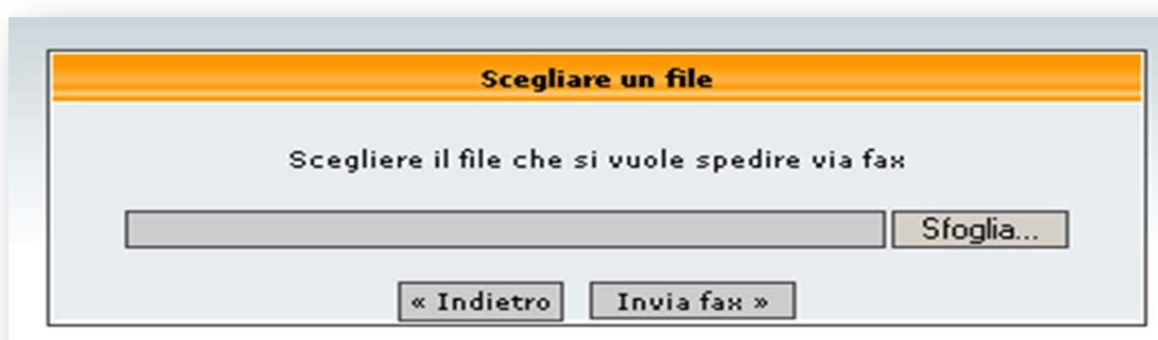 Scegliare un file
Scegliere il file che si vuole spedire via fax
Sfoglia...
« Indietro Invia fax »